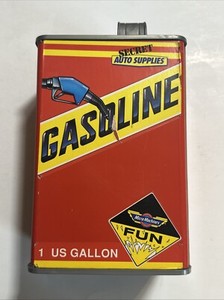 SECRET
AUTO SUPPLIES
GASOLINE
FUN
1 US GALLON